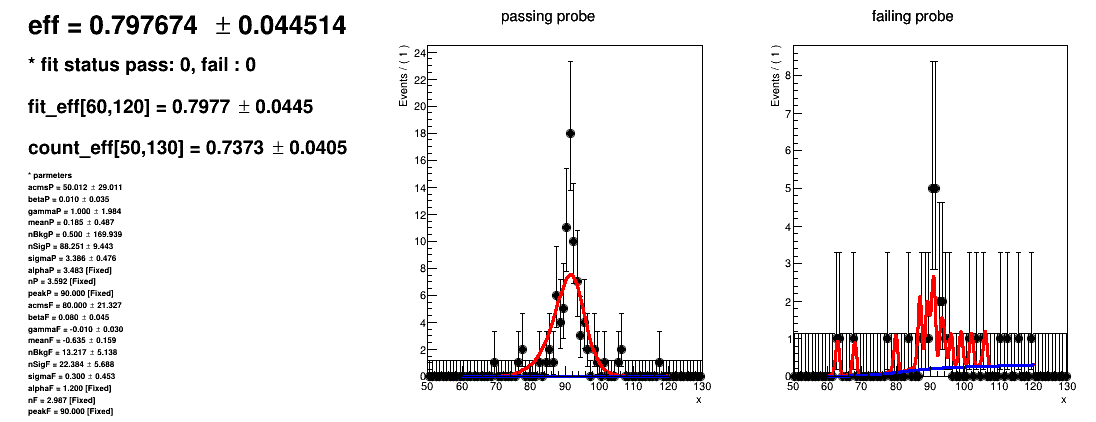 eff = 0.797674 ± 0.044514
* fit status pass: 0, fail : 0
fit_eff[60,120] = 0.7977 ± 0.0445
count_eff[50,130] = 0.7373 ± 0.0405
* parmeters
acmsP = 50.012 ± 29.011
betaP = 0.010 ± 0.035
gammaP = 1.000 ± 1.984
meanP = 0.185 ± 0.487
nBkgP = 0.500 ± 169.939
nSigP = 88.251 ± 9.443
sigmaP = 3.386 ± 0.476
alphaP = 3.483 [Fixed]
nP = 3.592 [Fixed]
peakP = 90.000 [Fixed]
acmsF = 80.000 ± 21.327
betaF = 0.080 ± 0.045
gammaF = -0.010 ± 0.030
meanF = -0.635 ± 0.159
nBkgF = 13.217 ± 5.138
nSigF = 22.384 ± 5.688
sigmaF = 0.300 ± 0.453
alphaF = 1.200 [Fixed]
nF = 2.987 [Fixed]
peakF = 90.000 [Fixed]
passing probe
Events / ( 1 )
24
22
20
18
16
14
12
10
8
6
4
2
0
50 60 70 80 90 100 110 120 130
x
failing probe
Events / ( 1 )
8
7
6
5
4
3
2
1
0
50 60 70 80 90 100 110 120 130
x